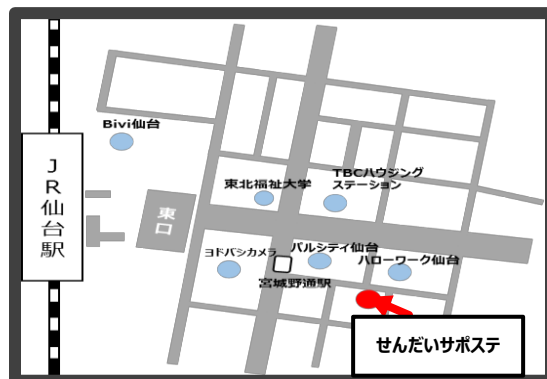 Bivi仙台
JR仙台駅
東口
東北福祉大学
TBCハウジング
ステーション
ヨドバシカメラ
パルシティ仙台
ハローワーク仙台
宮城野通駅
せんだいサポステ